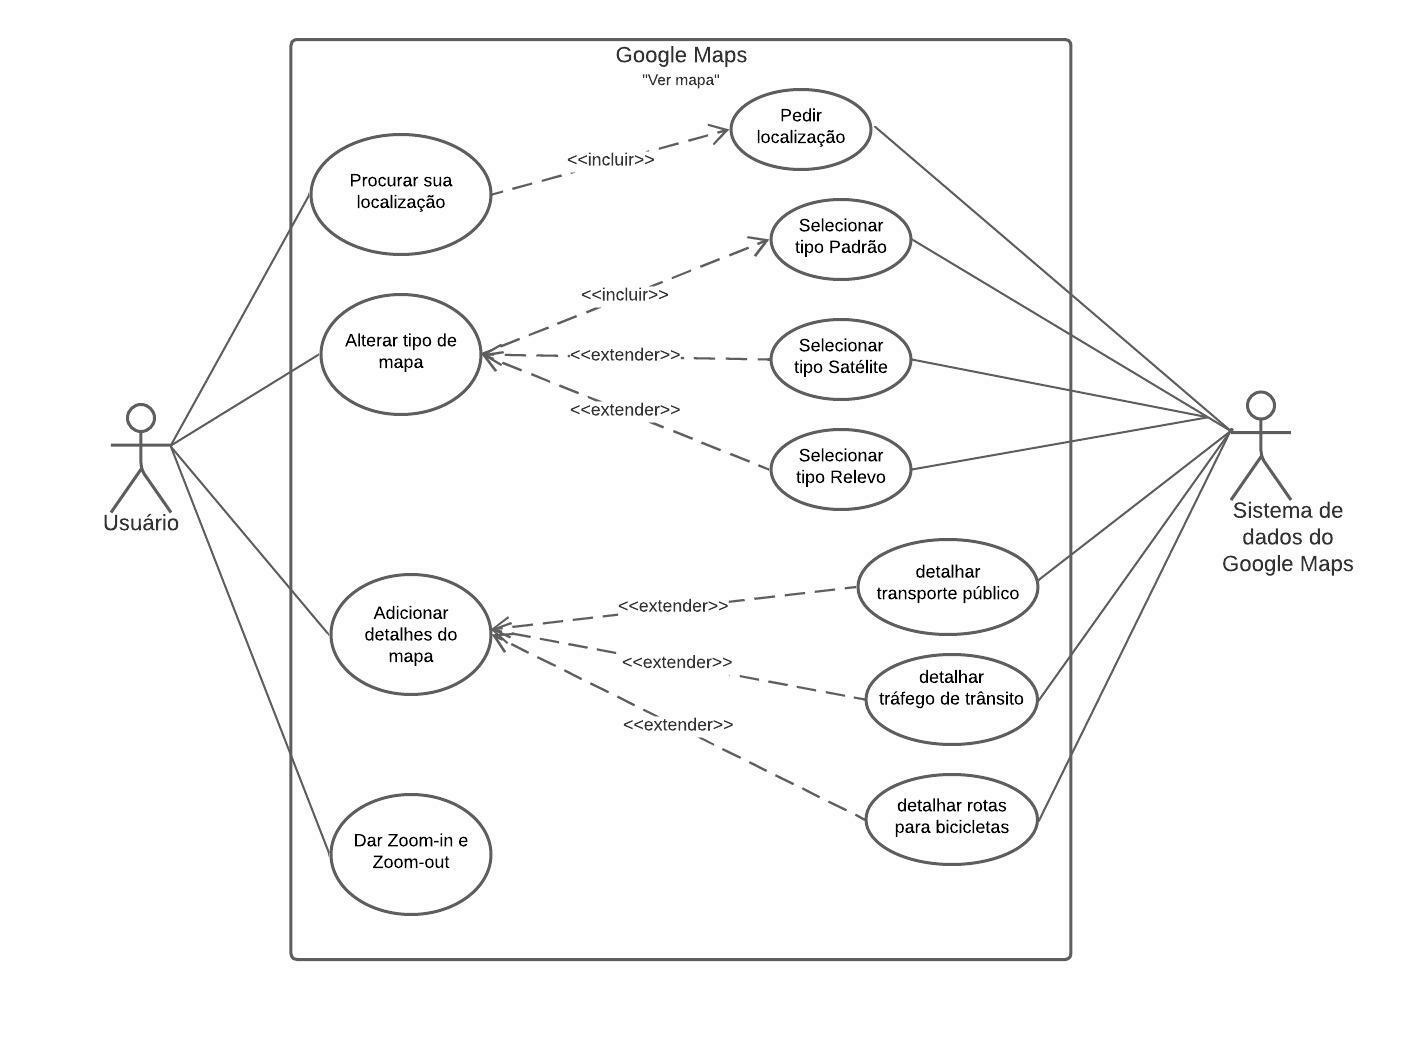 Google Maps
"Ver mapa"
Pedir
localização
<<incluir>>
Procurar sua
localização
Selecionar
tipo Padrão
<<incluir>>
Alterar tipo de
mapa
<<extender>>
Selecionar
tipo Satélite
<<extender>>
Selecionar
tipo Relevo
Usuário
Sistema de
dados do
Google Maps
detalhar
transporte público
<<extender>>
Adicionar
detalhes do
mapa
<<extender>>
detalhar
tráfego de trânsito
<<extender>>
detalhar rotas
para bicicletas
Dar Zoom-in e
Zoom-out